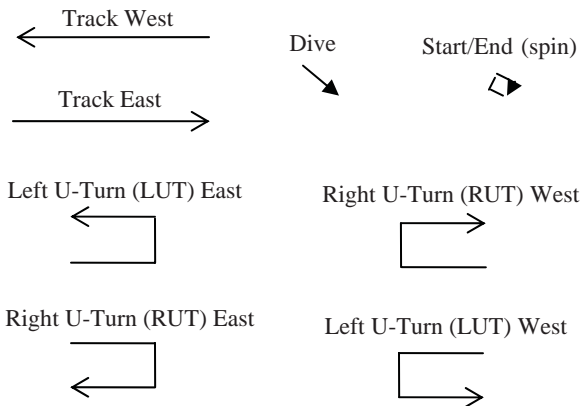 Track West
Dive
Start/End (spin)
Track East
Left U-Turn (LUT) East
Right U-Turn (RUT) West
Right U-Turn (RUT) East
Left U-Turn (LUT) West